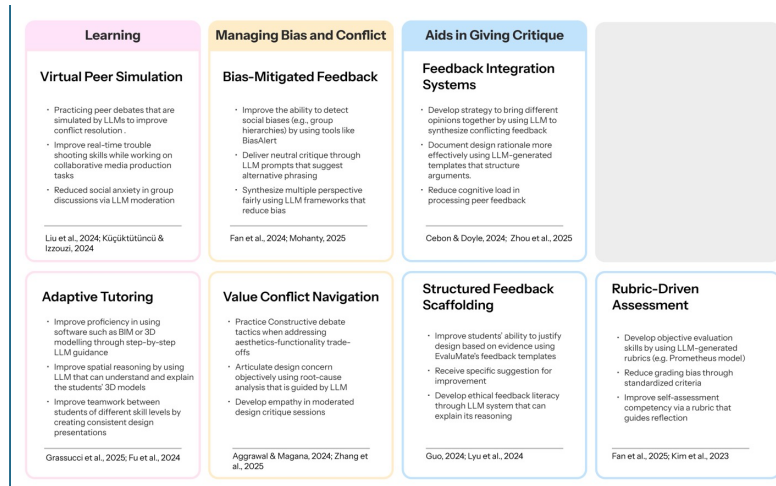 Learning
Managing Bias and Conflict
Aids in Giving Critique
Virtual Peer Simulation
• Practicing peer debates that are
simulated by LLMs to improve
conflict resolution .
• Improve real-time trouble
shooting skills while working on
collaborative media production
tasks
• Reduced social anxiety in group
discussions via LLM moderation
Liu et al., 2024; Küçüktütüncü &
Izzouzi, 2024
Bias-Mitigated Feedback
• Improve the ability to detect
social biases (e.g., group
hierarchies) by using tools like
BiasAlert
• Deliver neutral critique through
LLM prompts that suggest
alternative phrasing
• Synthesize multiple perspective
fairly using LLM frameworks that
reduce bias
Fan et al., 2024; Mohanty, 2025
Feedback Integration
Systems
• Develop strategy to bring different
opinions together by using LLM to
synthesize conflicting feedback
• Document design rationale more
effectively using LLM-generated
templates that structure
arguments.
• Reduce cognitive load in
processing peer feedback
Cebon & Doyle, 2024; Zhou et al., 2025
Adaptive Tutoring
• Improve proficiency in using
software such as BIM or 3D
modelling through step-by-step
LLM guidance
• Improve spatial reasoning by using
LLM that can understand and explain
the students' 3D models
• Improve teamwork between
students of different skill levels by
creating consistent design
presentations
Grassucci et al., 2025; Fu et al., 2024
Value Conflict Navigation
• Practice Constructive debate
tactics when addressing
aesthetics-functionality trade-
offs
• Articulate design concern
objectively using root-cause
analysis that is guided by LLM
• Develop empathy in moderated
design critique sessions
Aggrawal & Magana, 2024; Zhang et
al., 2025
Structured Feedback
Scaffolding
• Improve students' ability to justify
design based on evidence using
EvaluMate's feedback templates
• Receive specific suggestion for
improvement
• Develop ethical feedback literacy
through LLM system that can
explain its reasoning
Guo, 2024; Lyu et al., 2024
Rubric-Driven
Assessment
• Develop objective evaluation
skills by using LLM-generated
rubrics (e.g. Prometheus model)
• Reduce grading bias through
standardized criteria
• Improve self-assessment
competency via a rubric that
guides reflection
Fan et al., 2025; Kim et al., 2023